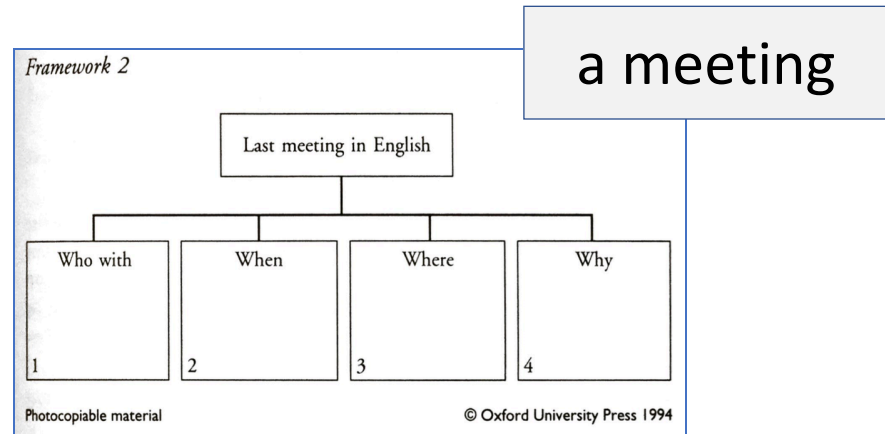 a meeting
Framework 2
Last meeting in English
Who with
When
Where
Why
1
2
3
4
Photocopiable material
© Oxford University Press 1994